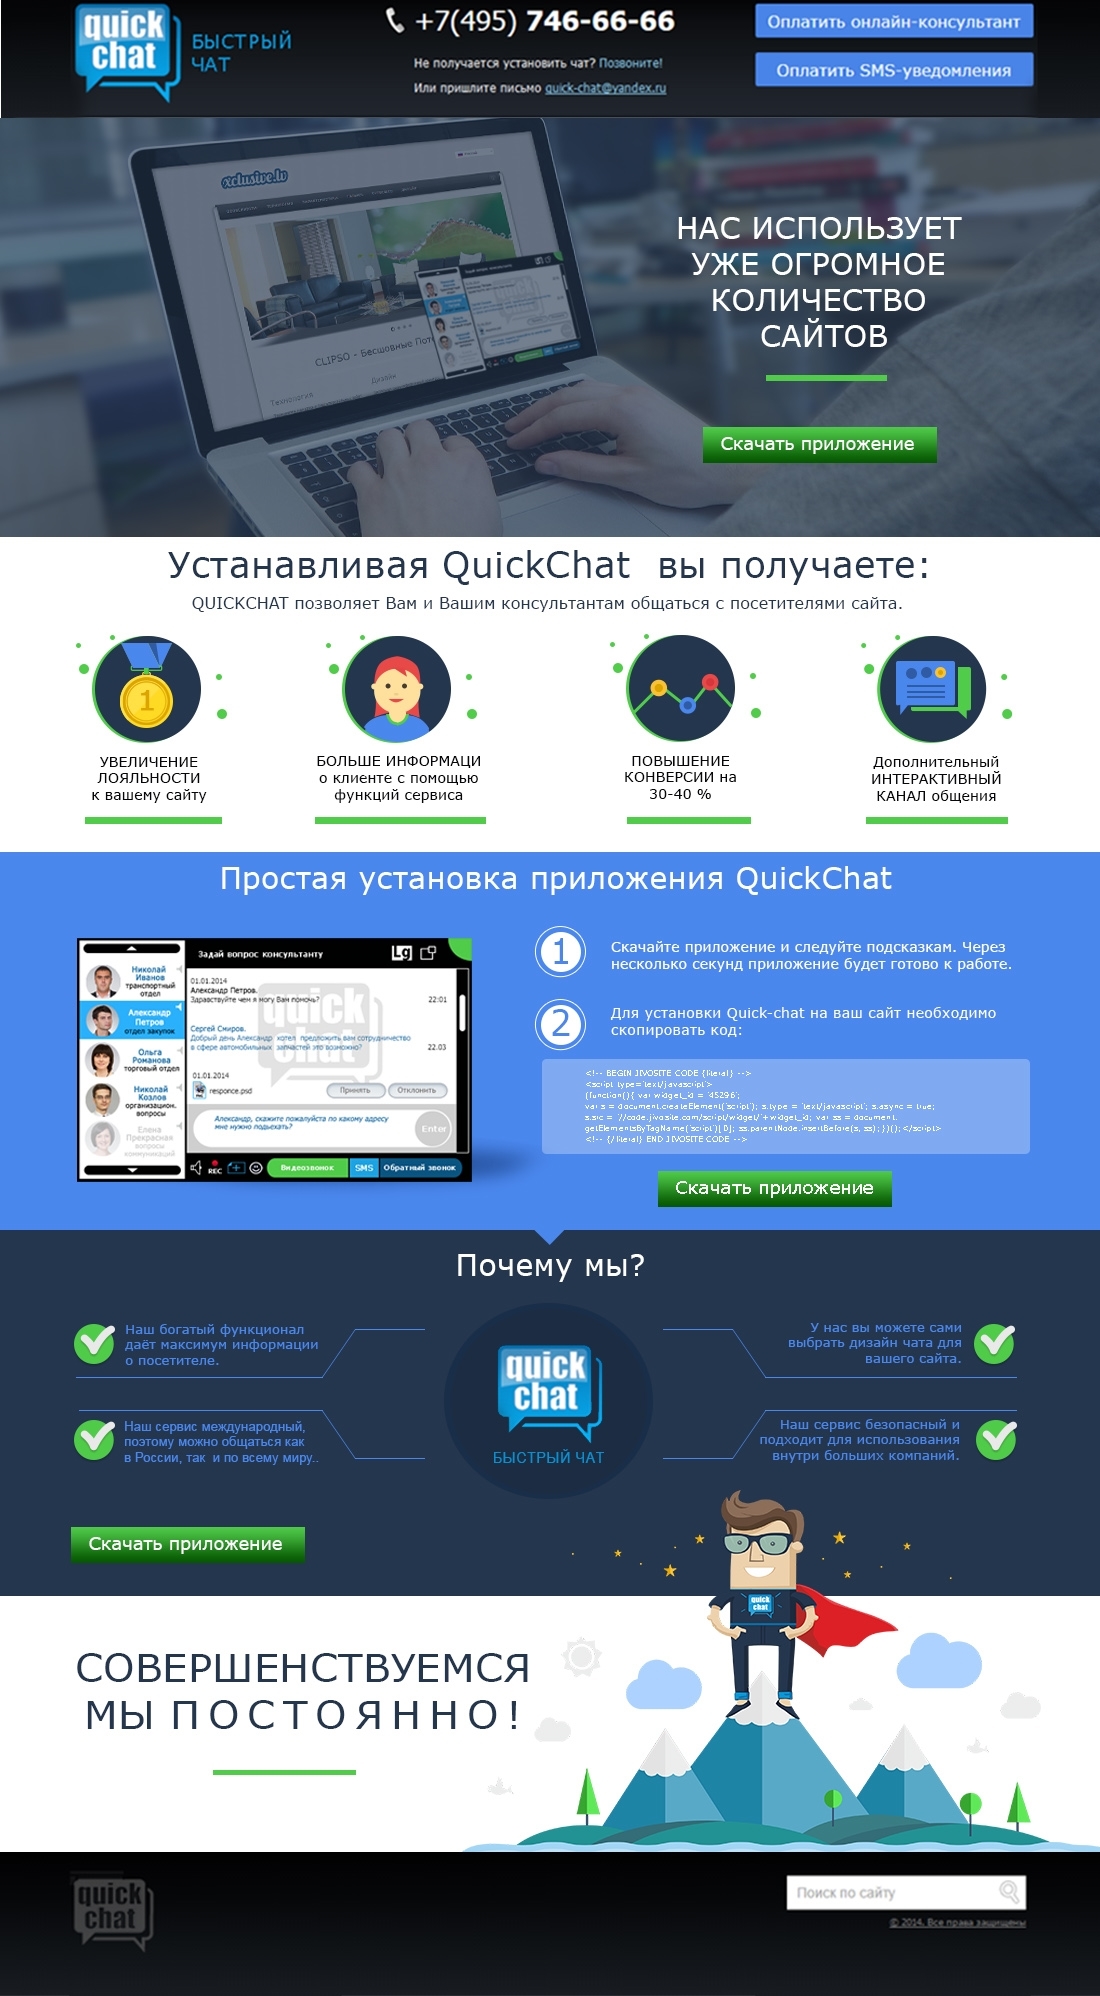 quick
chat
БЫСТРЫЙ
ЧАТ
+7(495) 746-66-66
Не получается установить чат? Позвоните!
Или пришлите письмо quick-chat@yandex.ru
Оплатить онлайн-консультант
Оплатить SMS-уведомления
xclusive.lv
CLIPSO - Бесшовные Пот
Дизайн
Технология
НАС ИСПОЛЬЗУЕТ
УЖЕ ОГРОМНОЕ
КОЛИЧЕСТВО
САЙТОВ
Скачать приложение
Устанавливая QuickChat вы получаете:
QUICKCHAT позволяет Вам и Вашим консультантам общаться с посетителями сайта.
1
УВЕЛИЧЕНИЕ
ЛОЯЛЬНОСТИ
к вашему сайту
БОЛЬШЕ ИНФОРМАЦИ
о клиенте с помощью
функций сервиса
ПОВЫШЕНИЕ
КОНВЕРСИИ на
30-40 %
Дополнительный
ИНТЕРАКТИВНЫЙ
КАНАЛ общения
Простая установка приложения QuickChat
Николай
Иванов
транспортный
отдел
Александр
Петров
отдел закупок
Ольга
Романова
торговый отдел
Николай
Козлов
организацион.
вопросы
Елена
Прекрасная
вопросы
коммуникаций
Задай вопрос консультанту
Lg
01.01.2014
Александр Петров.
Здравствуйте чем я могу Вам помочь?
22:01
quick
chat
Сергей Смиров.
Добрый день Александр хотел предложить вам сотрудничество
в сфере автомобильных запчастей это возможно?
22.03
01.01.2014
responce.psd
Принять
Отклонить
Александр, скажите пожалуйста по какому адресу
мне нужно подъехать?
Enter
REC
Видеозвонок
SMS
Обратный звонок
1
Скачайте приложение и следуйте подсказкам. Через
несколько секунд приложение будет готово к работе.
2
Для установки Quick-chat на ваш сайт необходимо
скопировать код:
<!-- BEGIN JIVOSITE CODE {literal} -->
<script type='text/javascript'>
(function(){ var widget_id = '45296';
var s = document.createElement('script'); s.type = 'text/javascript'; s.async = true;
s.src = '//code.jivosite.com/script/widget/'+widget_id; var ss = document.
getElementsByTagName('script')[0]; ss.parentNode.insertBefore(s, ss);})();</script>
<!-- {/literal} END JIVOSITE CODE -->
Скачать приложение
Почему мы?
Наш богатый функционал
даёт максимум информации
о посетителе.
Наш сервис международный,
поэтому можно общаться как
в России, так и по всему миру..
quick
chat
БЫСТРЫЙ ЧАТ
У нас вы можете сами
выбрать дизайн чата для
вашего сайта.
Наш сервис безопасный и
подходит для использования
внутри больших компаний.
Скачать приложение
quick
chat
СОВЕРШЕНСТВУЕМСЯ
МЫ ПОСТОЯННО!
quick
chat
Поиск по сайту
© 2014. Все права защищены